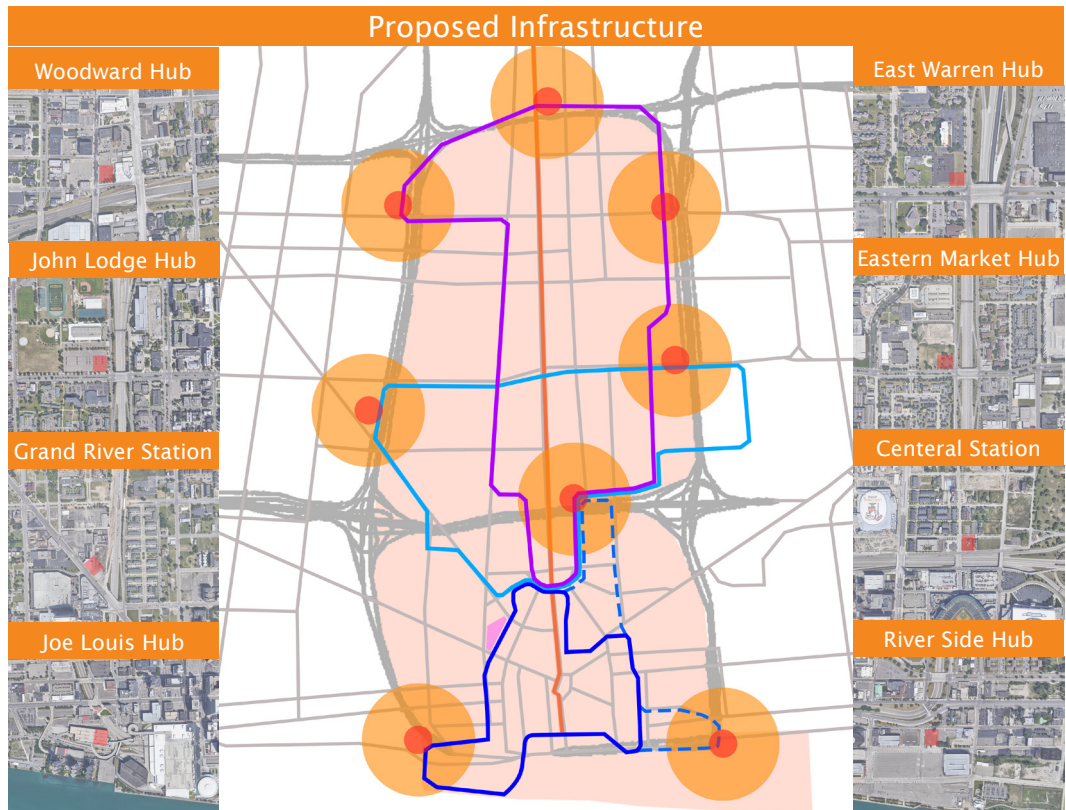 Proposed Infrastructure
Woodward Hub
John Lodge Hub
Grand River Station
Joe Louis Hub
East Warren Hub
Eastern Market Hub
Centeral Station
River Side Hub